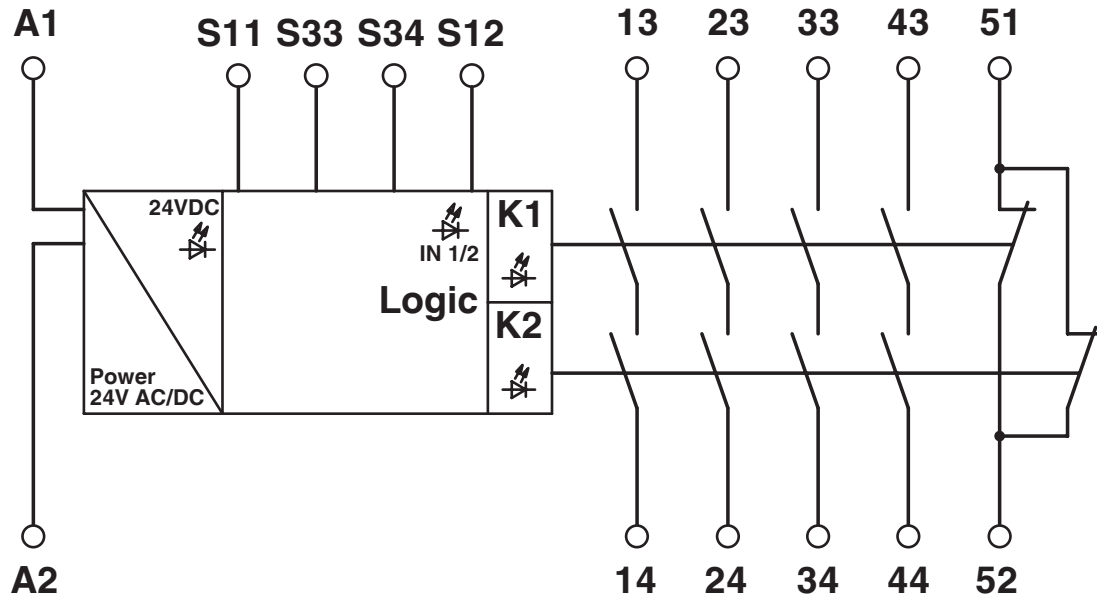 A1 S11 S33 S34 S12 13 23 33 43 51
24VDC
K1
IN 1/2
Logic
K2
Power
24V AC/DC
A2 14 24 34 44 52